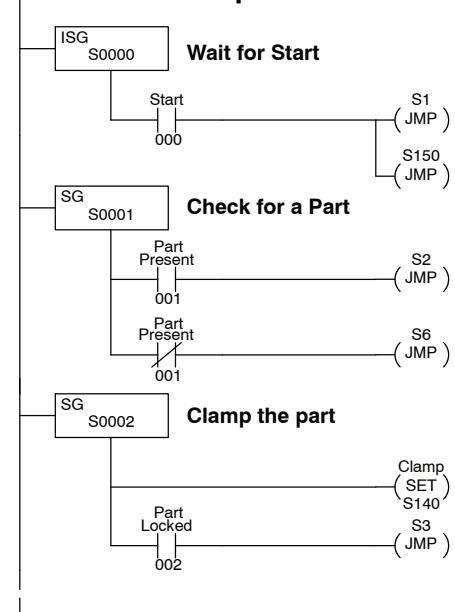 ISG
S0000
Wait for Start
Start
000
S1
JMP
S150
JMP
SG
S0001
Check for a Part
Part
Present
001
S2
JMP
Part
Present
001
S6
JMP
SG
S0002
Clamp the part
Clamp
SET
S140
Part
Locked
002
S3
JMP